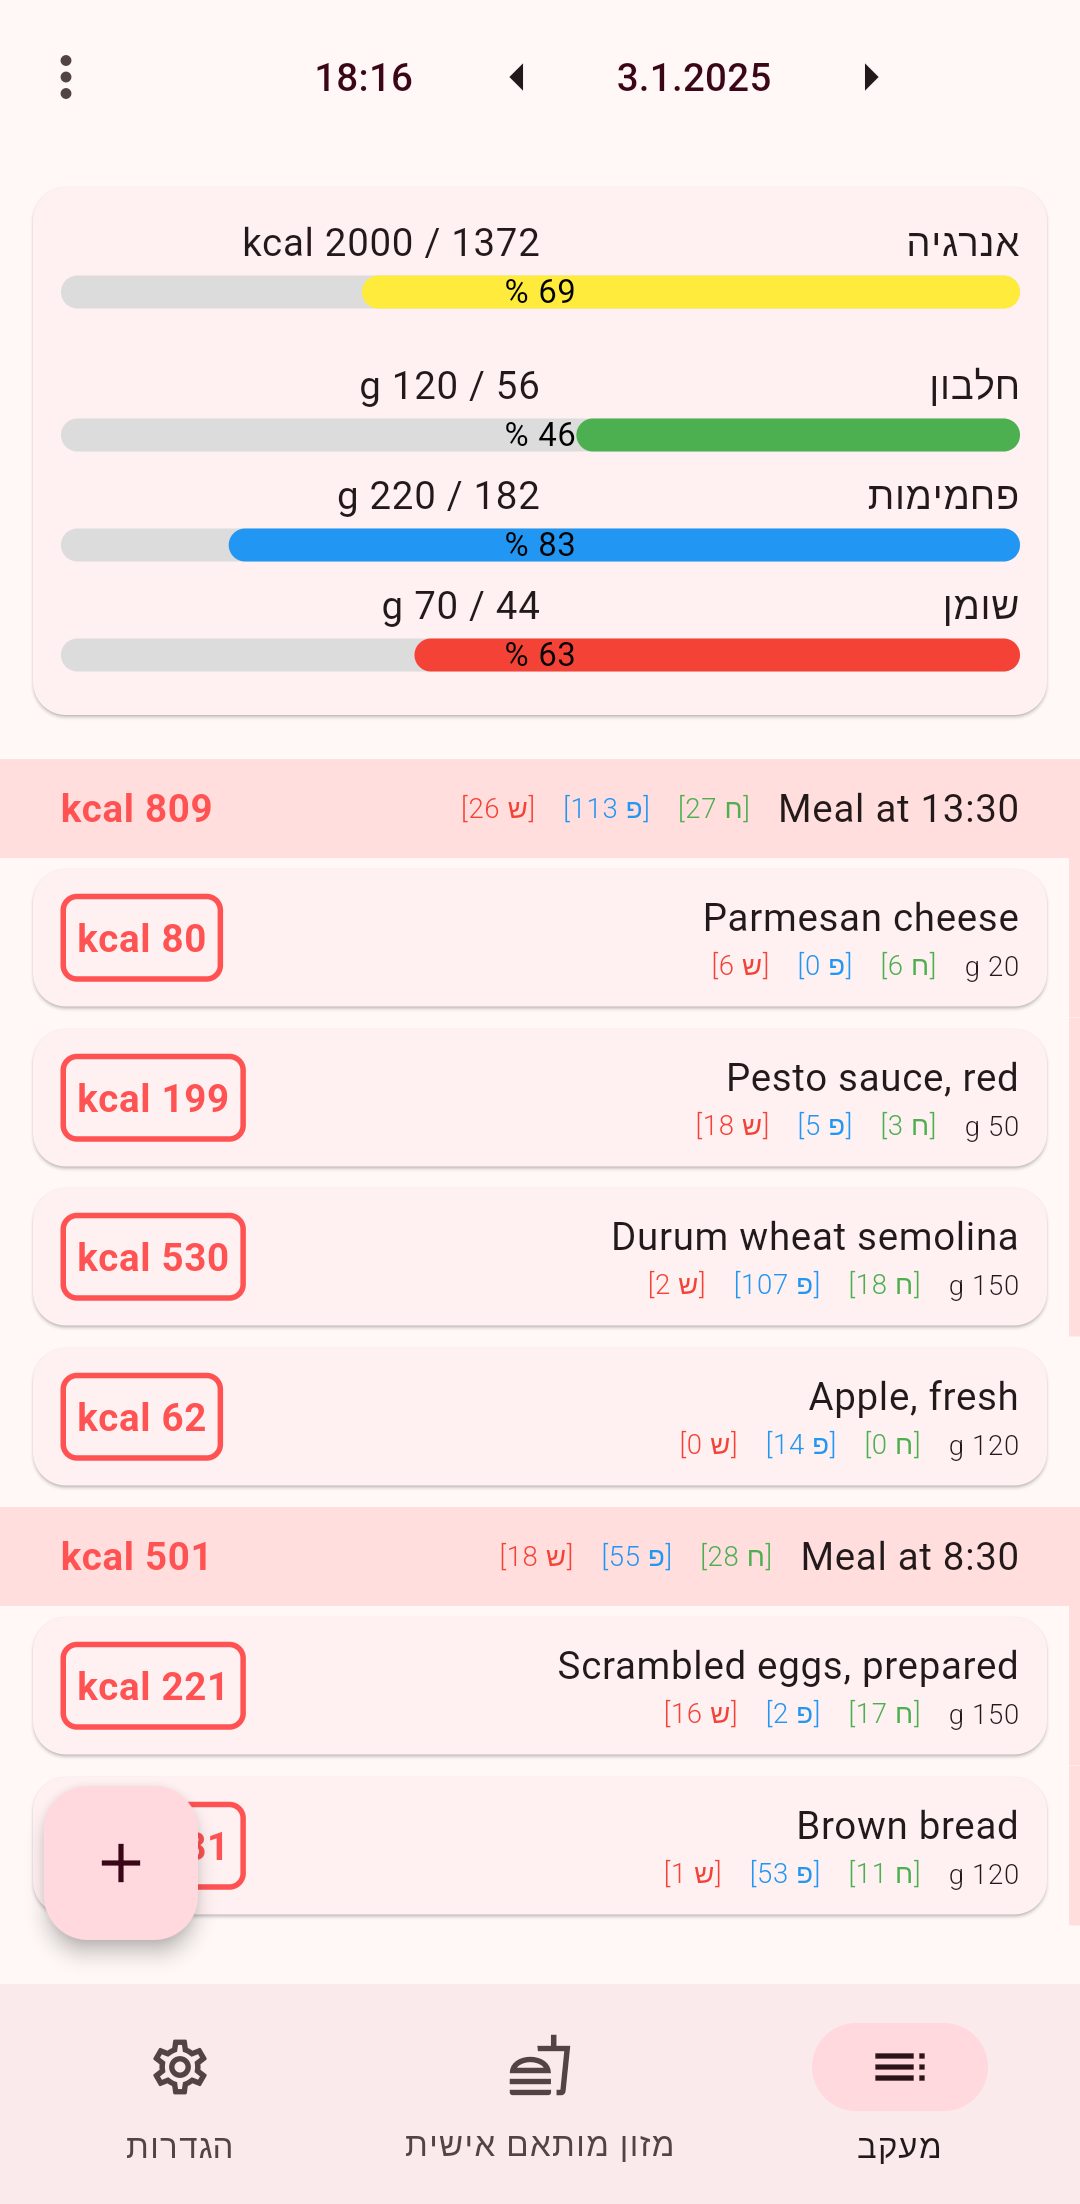 18:16 3.1.2025
אנרגיה 1372 / 2000 kcal
69 %
חלבון 56 / 120 g
46 %
פחמימות 182 / 220 g
83 %
שומן 44 / 70 g
63 %
Meal at 13:30 [ח 27] [פ 113] [ש 26] kcal 809
Parmesan cheese
g 20 [ח 6] [פ 0] [ש 6]
kcal 80
Pesto sauce, red
g 50 [ח 3] [פ 5] [ש 18]
kcal 199
Durum wheat semolina
g 150 [ח 18] [פ 107] [ש 2]
kcal 530
Apple, fresh
g 120 [ח 0] [פ 14] [ש 0]
kcal 62
Meal at 8:30 [ח 28] [פ 55] [ש 18] kcal 501
Scrambled eggs, prepared
g 150 [ח 17] [פ 2] [ש 16]
kcal 221
Brown bread
g 120 [ח 11] [פ 53] [ש 1]
מעקב
מזון מותאם אישית
הגדרות